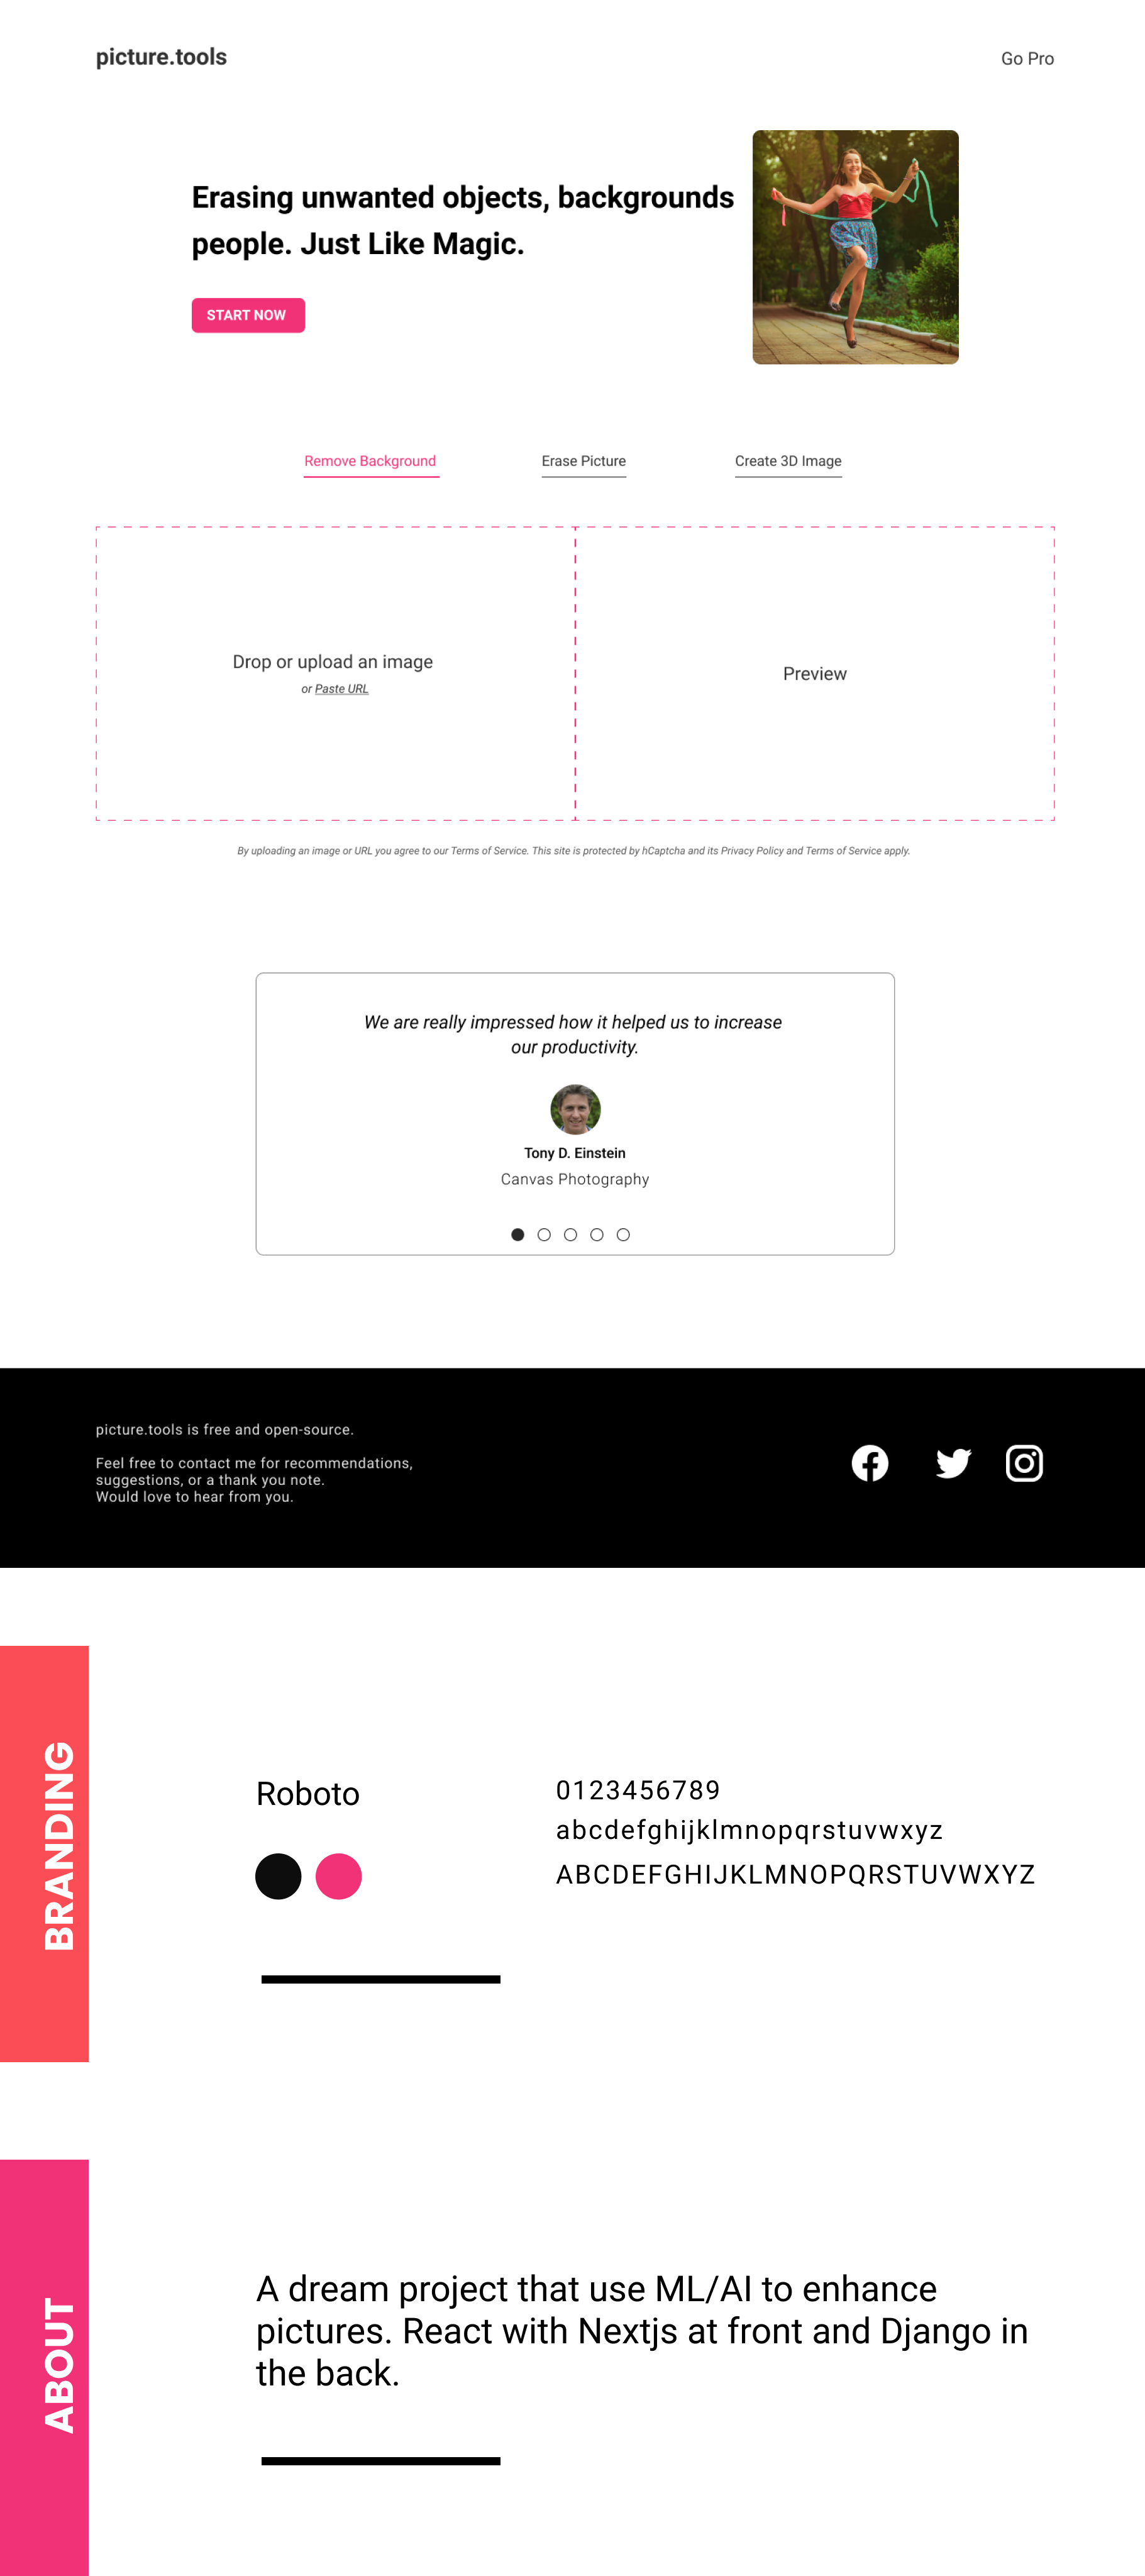 picture.tools
Go Pro
Erasing unwanted objects, backgrounds
people. Just Like Magic.
START NOW
Remove Background
Erase Picture
Create 3D Image
Drop or upload an image
or Paste URL
Preview
By uploading an image or URL you agree to our Terms of Service. This site is protected by hCaptcha and its Privacy Policy and Terms of Service apply.
We are really impressed how it helped us to increase
our productivity.
Tony D. Einstein
Canvas Photography
picture.tools is free and open-source.
Feel free to contact me for recommendations,
suggestions, or a thank you note.
Would love to hear from you.
BRANDING
Roboto
0123456789
abcdefghijklmnopqrstuvwxyz
ABCDEFGHIJKLMNOPQRSTUVWXYZ
ABOUT
A dream project that use ML/AI to enhance
pictures. React with Nextjs at front and Django in
the back.